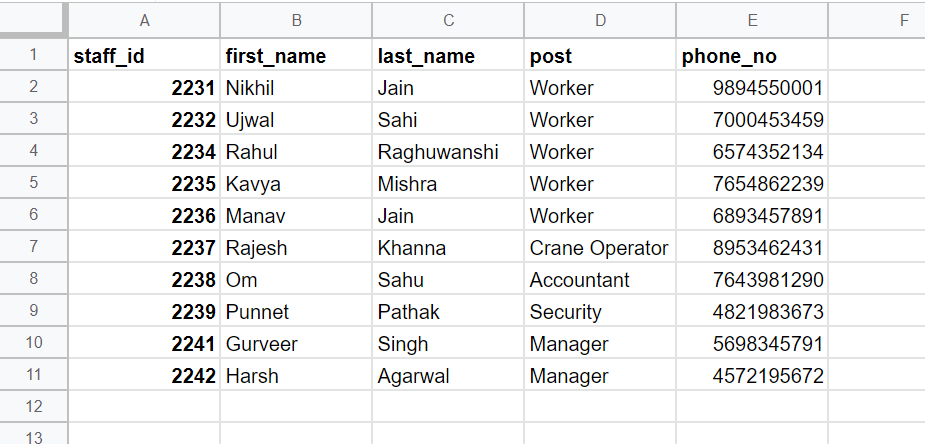 A B C D E F
1 staff_id first_name last_name post phone_no
2 2231 Nikhil Jain Worker 9894550001
3 2232 Ujwal Sahi Worker 7000453459
4 2234 Rahul Raghuwanshi Worker 6574352134
5 2235 Kavya Mishra Worker 7654862239
6 2236 Manav Jain Worker 6893457891
7 2237 Rajesh Khanna Crane Operator 8953462431
8 2238 Om Sahu Accountant 7643981290
9 2239 Punnet Pathak Security 4821983673
10 2241 Gurveer Singh Manager 5698345791
11 2242 Harsh Agarwal Manager 4572195672
12
13